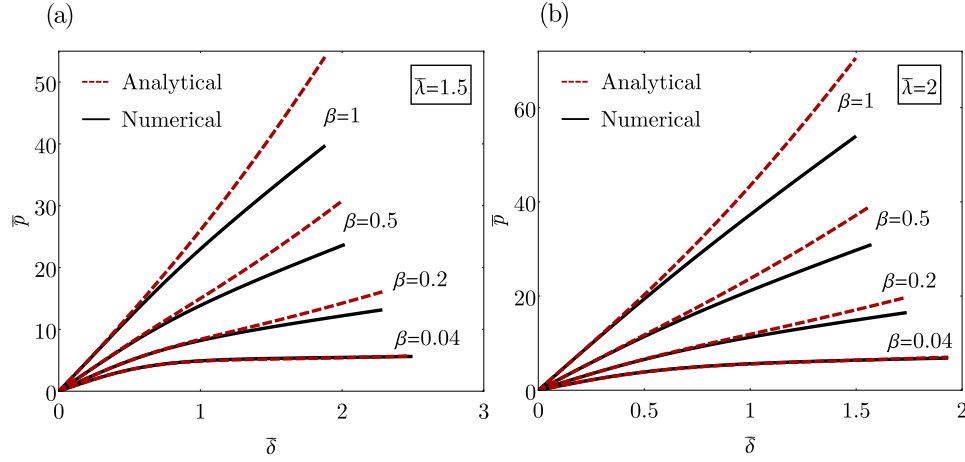 (a)
50
40
30
20
10
0
p̅
Analytical
Numerical
λ̅=1.5
β=1
β=0.5
β=0.2
β=0.04
0 1 2 3
δ̅
(b)
60
40
20
0
p̅
Analytical
Numerical
λ̅=2
β=1
β=0.5
β=0.2
β=0.04
0 0.5 1 1.5 2
δ̅